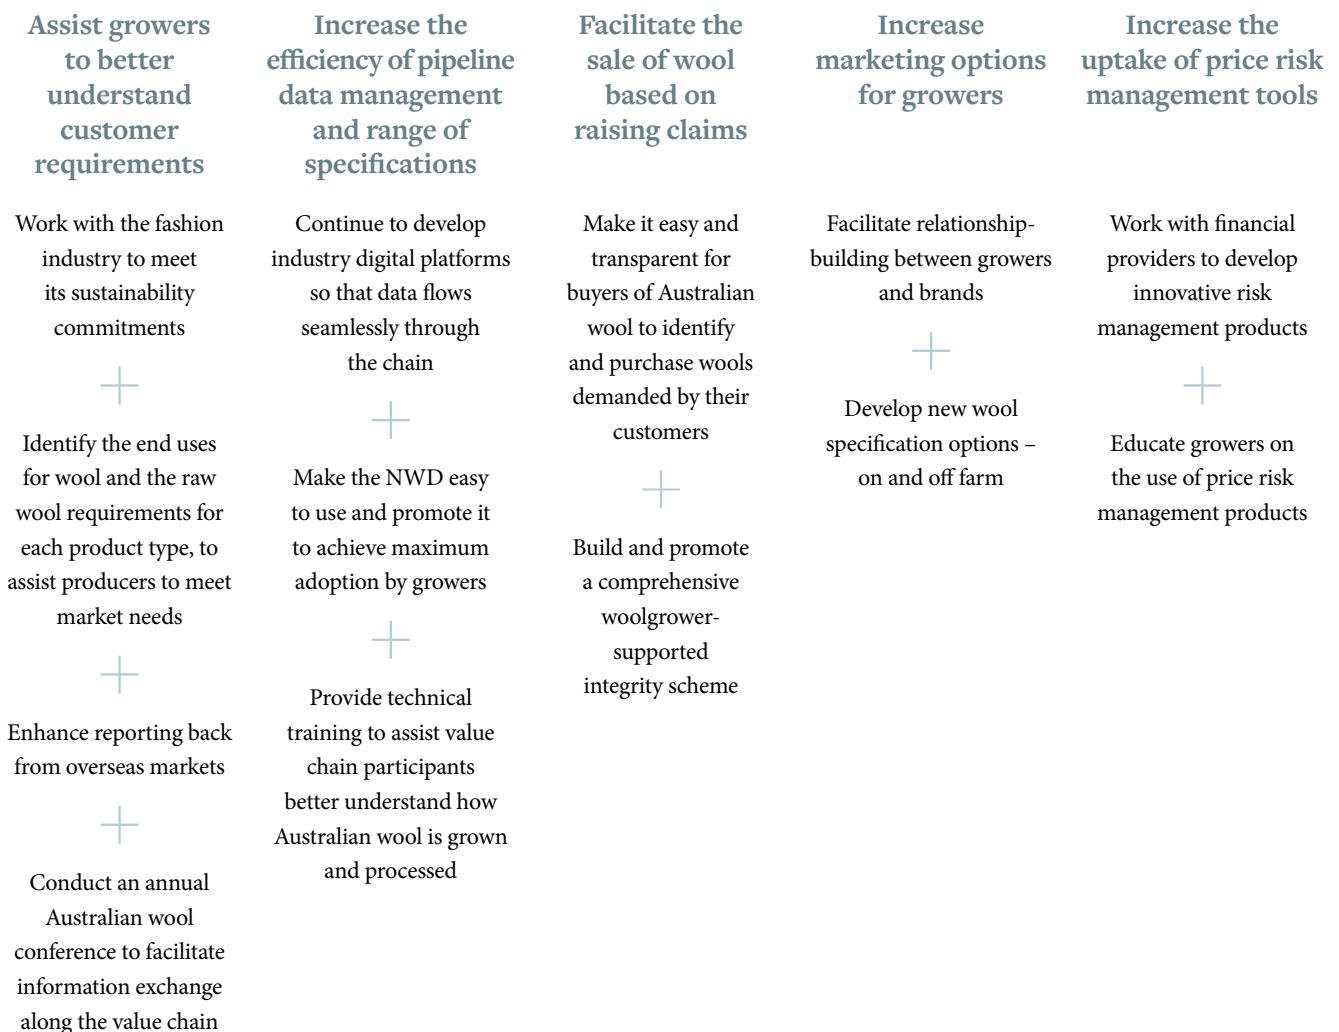 Assist growers
to better
understand
customer
requirements
Work with the fashion
industry to meet
its sustainability
commitments
Identify the end uses
for wool and the raw
wool requirements for
each product type, to
assist producers to meet
market needs
Enhance reporting back
from overseas markets
Conduct an annual
Australian wool
conference to facilitate
information exchange
along the value chain
Increase the
efficiency of pipeline
data management
and range of
specifications
Continue to develop
industry digital platforms
so that data flows
seamlessly through
the chain
Make the NWD easy
to use and promote it
to achieve maximum
adoption by growers
Provide technical
training to assist value
chain participants
better understand how
Australian wool is grown
and processed
Facilitate the
sale of wool
based on
raising claims
Make it easy and
transparent for
buyers of Australian
wool to identify
and purchase wools
demanded by their
customers
Build and promote
a comprehensive
woolgrower-
supported
integrity scheme
Increase
marketing options
for growers
Facilitate relationship-
building between growers
and brands
Develop new wool
specification options –
on and off farm
Increase the
uptake of price risk
management tools
Work with financial
providers to develop
innovative risk
management products
Educate growers on
the use of price risk
management products